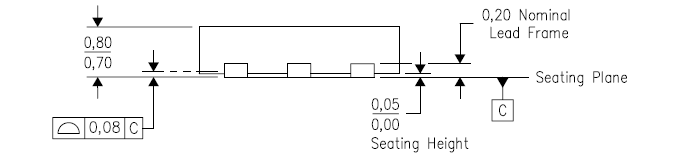 0,20 Nominal
Lead Frame
0,80
0,70
Seating Plane
0,05
0,00
C
0,08 C
Seating Height